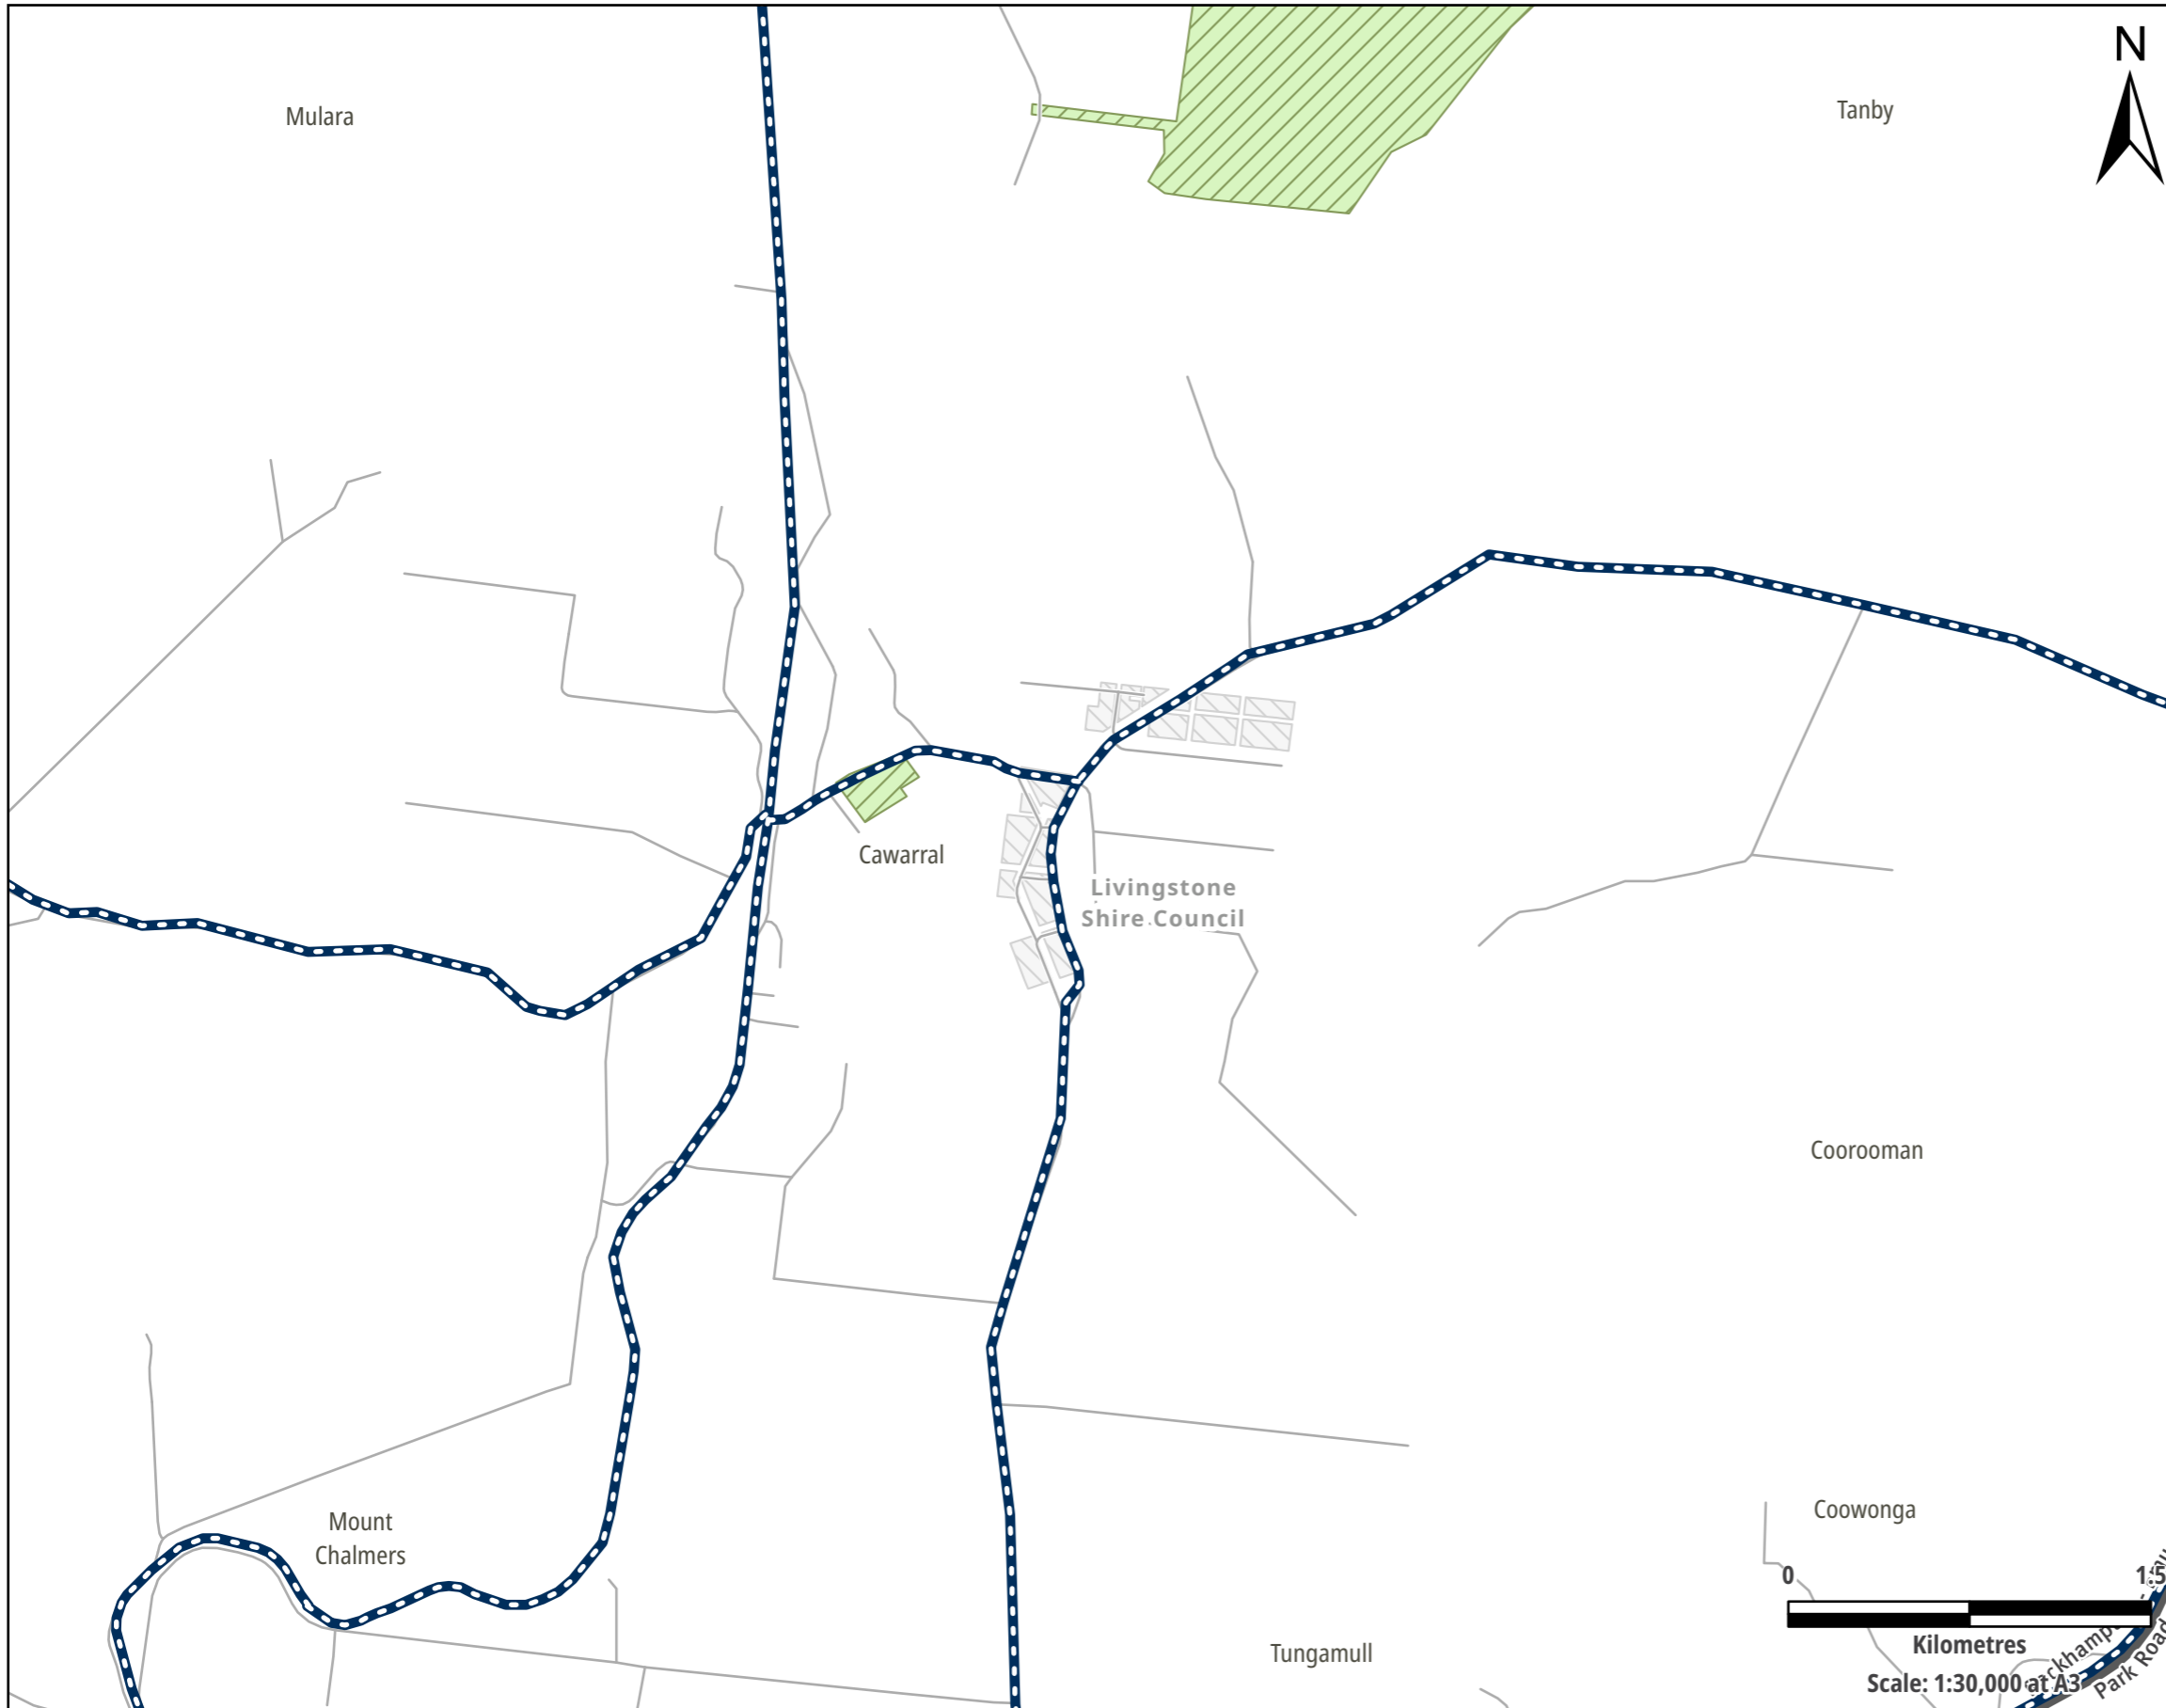 N
Mulara
Tanby
Cawarral
Livingstone
Shire Council
Coorooman
Coowonga
Mount
Chalmers
0
Kilometres
Tungamull
Scale: 1:30,000 at A3
Park Road